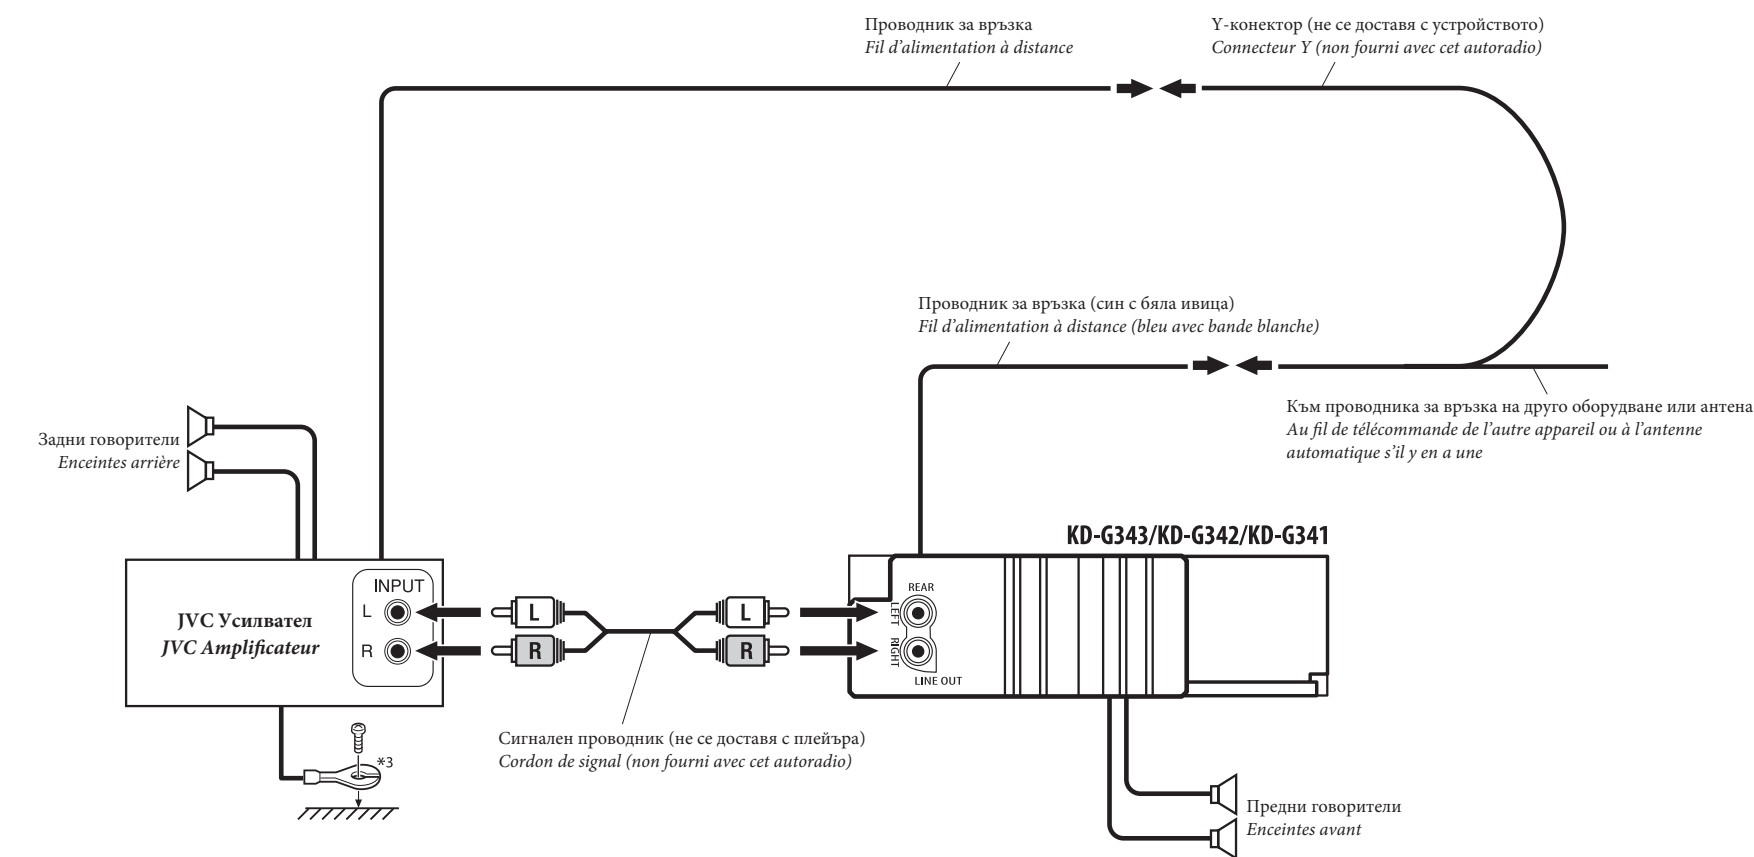 Проводник за връзка
Fil d'alimentation à distance
Y-конектор (не се доставя с устройството)
Connecteur Y (non fourni avec cet autoradio)
Проводник за връзка (син с бяла ивица)
Fil d'alimentation à distance (bleu avec bande blanche)
Към проводника за връзка на друго оборудване или антена
Au fil de télécommande de l'autre appareil ou à l'antenne
automatique s'il y en a une
Задни говорители
Enceintes arrière
KD-G343/KD-G342/KD-G341
JVC Усилвател
JVC Amplificateur
INPUT
L
R
L
R
L
R
REAR
LEFT
RIGHT
LINE OUT
Сигнален проводник (не се доставя с плейъра)
Cordon de signal (non fourni avec cet autoradio)
*3
Предни говорители
Enceintes avant